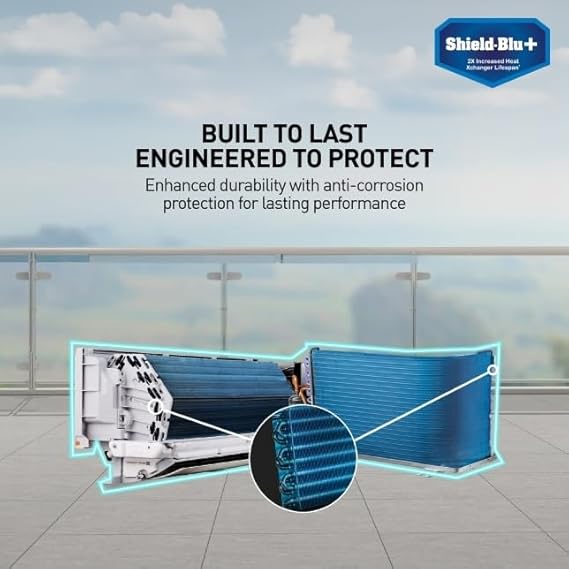 Shield-Blu+
2X Increased Heat
Xchanger Lifespan*
BUILT TO LAST
ENGINEERED TO PROTECT
Enhanced durability with anti-corrosion
protection for lasting performance